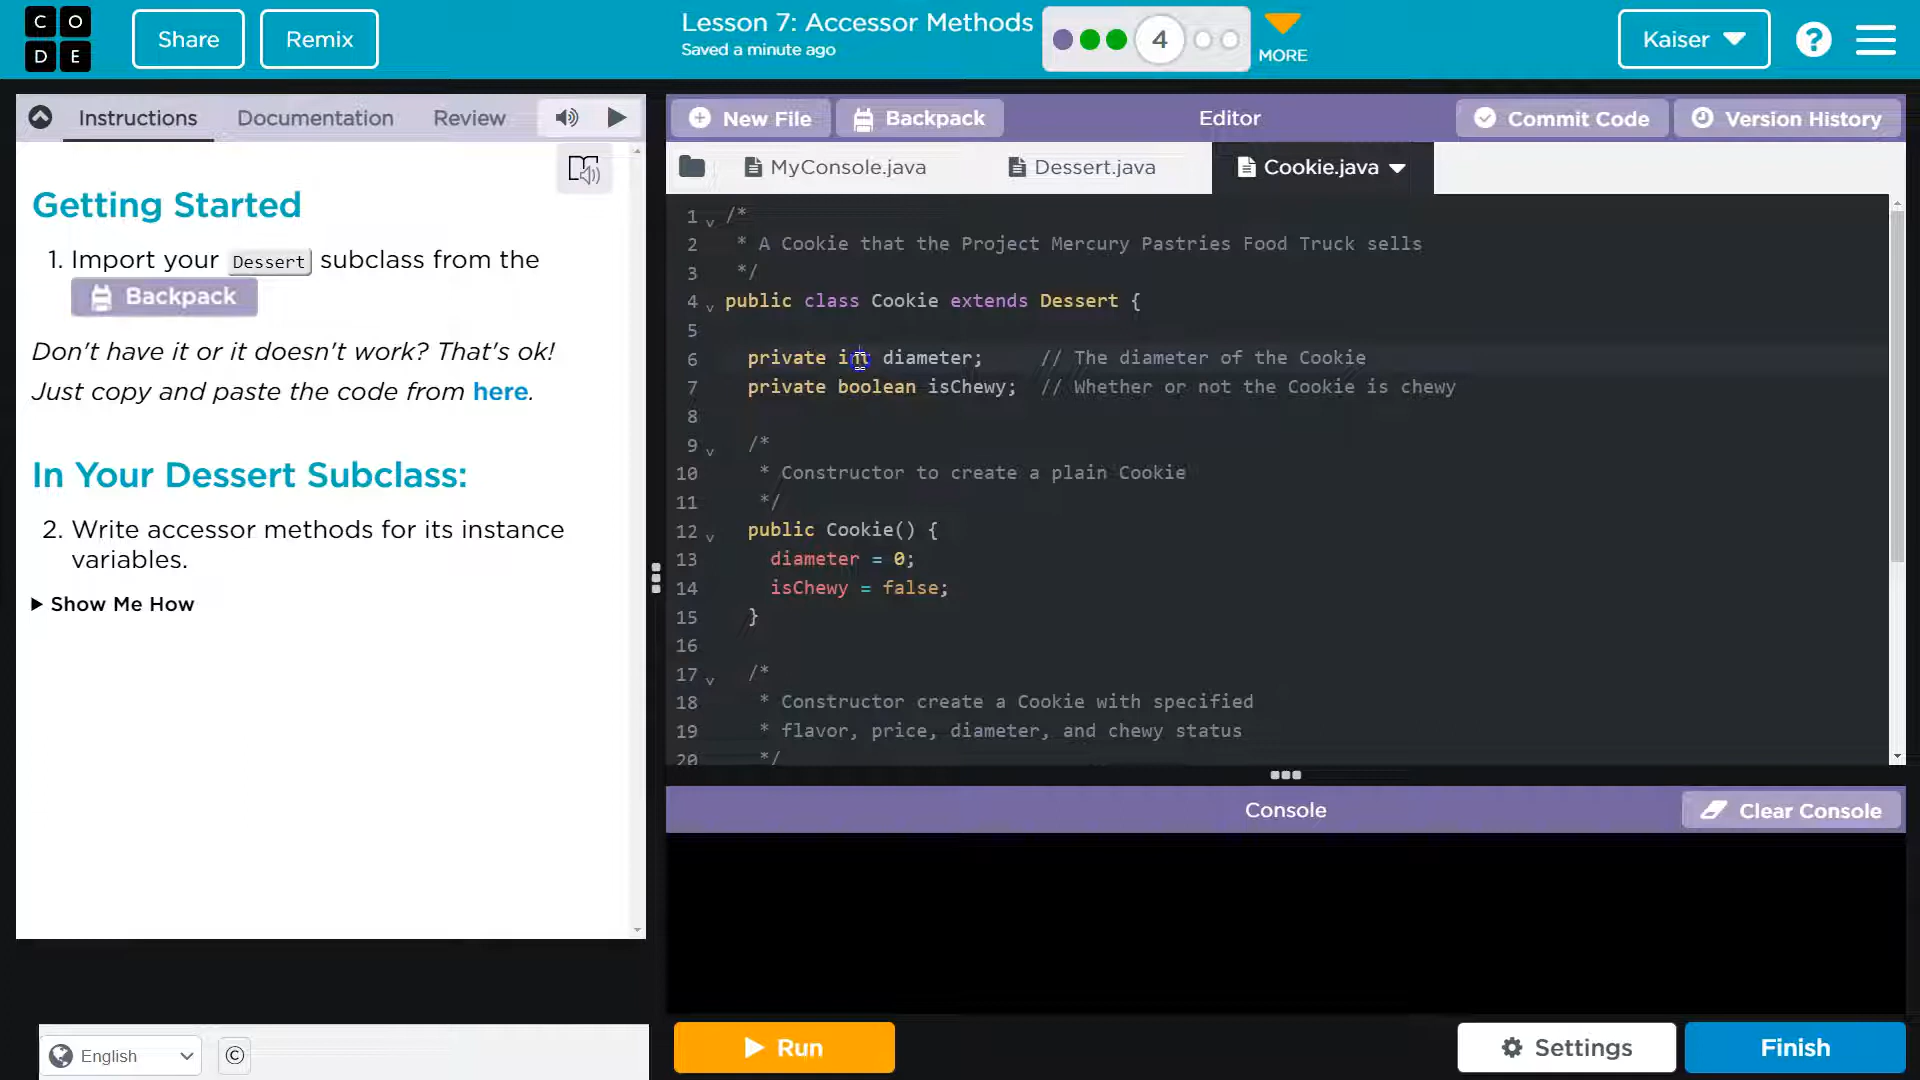 C O
D E
Share
Remix
Lesson 7: Accessor Methods
Saved a minute ago
4
MORE
Kaiser
?
Instructions
Documentation
Review
Getting Started
1. Import your Dessert subclass from the
Backpack
Don't have it or it doesn't work? That's ok!
Just copy and paste the code from here.
In Your Dessert Subclass:
2. Write accessor methods for its instance
variables.
Show Me How
English
©
New File
Backpack
Editor
Commit Code
Version History
MyConsole.java
Dessert.java
Cookie.java
1 /*
2 * A Cookie that the Project Mercury Pastries Food Truck sells
3 */
4 public class Cookie extends Dessert {
5
6 private int diameter; // The diameter of the Cookie
7 private boolean isChewy; // Whether or not the Cookie is chewy
8
9 /*
10 * Constructor to create a plain Cookie
11 */
12 public Cookie() {
13 diameter = 0;
14 isChewy = false;
15 }
16
17 /*
18 * Constructor create a Cookie with specified
19 * flavor, price, diameter, and chewy status
20 */
Console
Clear Console
Run
Settings
Finish